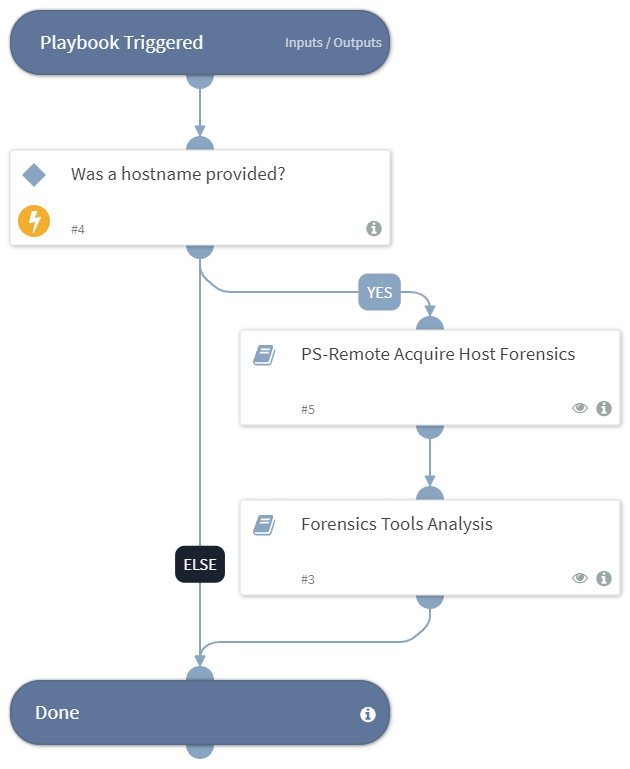 Playbook Triggered Inputs / Outputs
Was a hostname provided?
#4
YES
PS-Remote Acquire Host Forensics
#5
Forensics Tools Analysis
ELSE
#3
Done